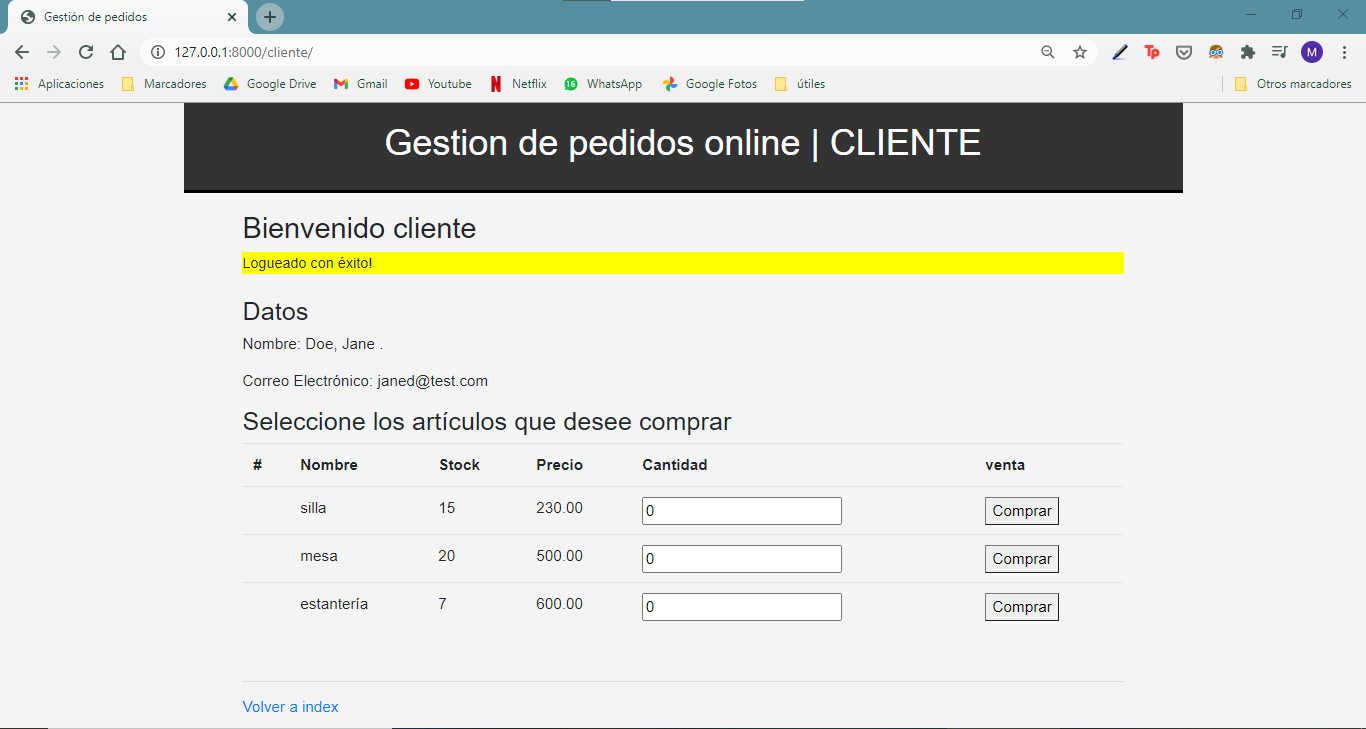 Gestión de pedidos
127.0.0.1:8000/cliente/
Tp
M
Aplicaciones Marcadores Google Drive Gmail Youtube Netflix 16 WhatsApp Google Fotos útiles Otros marcadores
Gestion de pedidos online | CLIENTE
Bienvenido cliente
Logueado con éxito!
Datos
Nombre: Doe, Jane .
Correo Electrónico: janed@test.com
Seleccione los artículos que desee comprar
# Nombre Stock Precio Cantidad venta
silla 15 230.00 0 Comprar
mesa 20 500.00 0 Comprar
estantería 7 600.00 0 Comprar
Volver a index